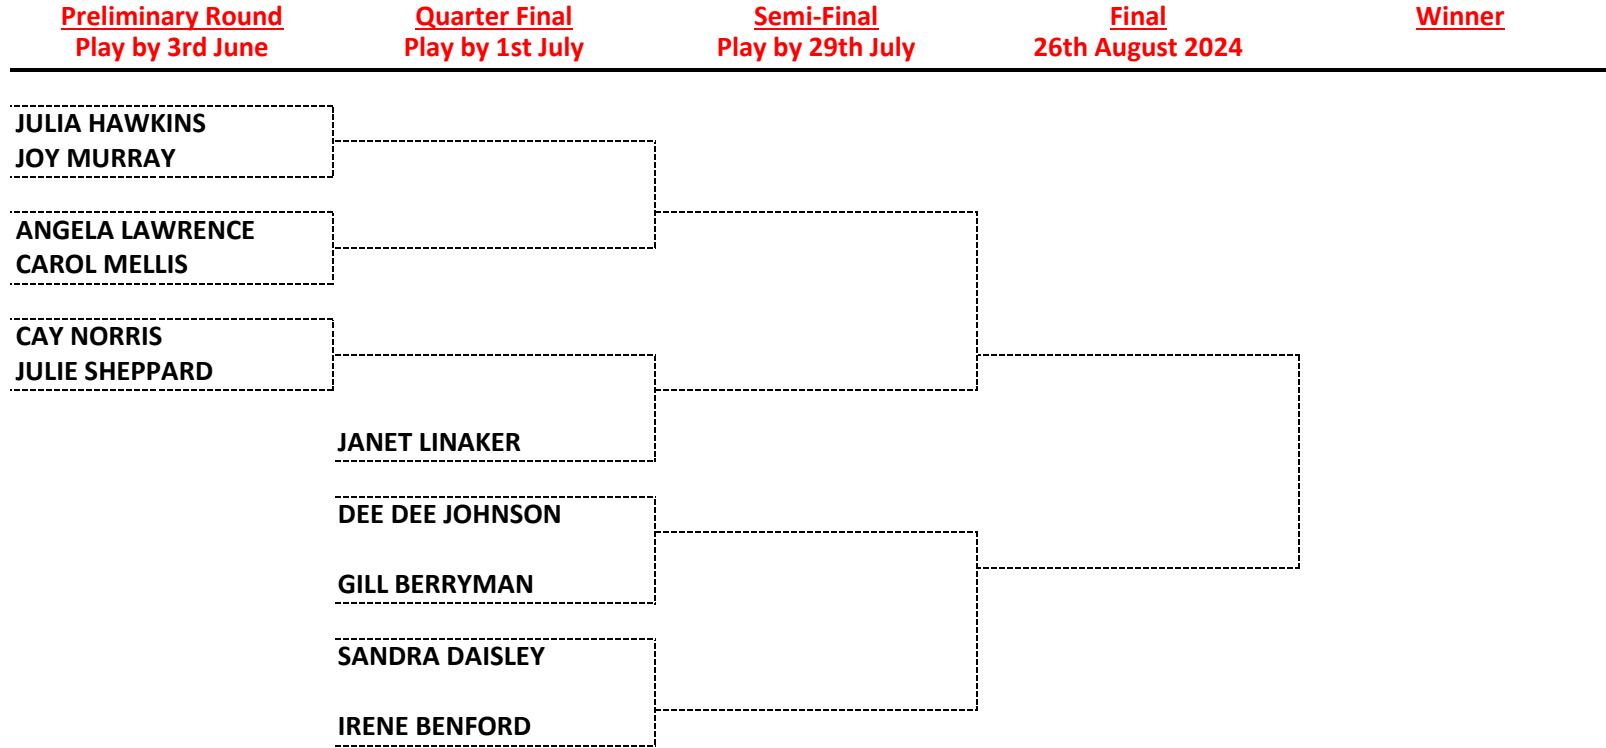 Preliminary Round
Play by 3rd June
Quarter Final
Play by 1st July
Semi-Final
Play by 29th July
Final
26th August 2024
Winner
JULIA HAWKINS
JOY MURRAY
ANGELA LAWRENCE
CAROL MELLIS
CAY NORRIS
JULIE SHEPPARD
JANET LINAKER
DEE DEE JOHNSON
GILL BERRYMAN
SANDRA DAISLEY
IRENE BENFORD